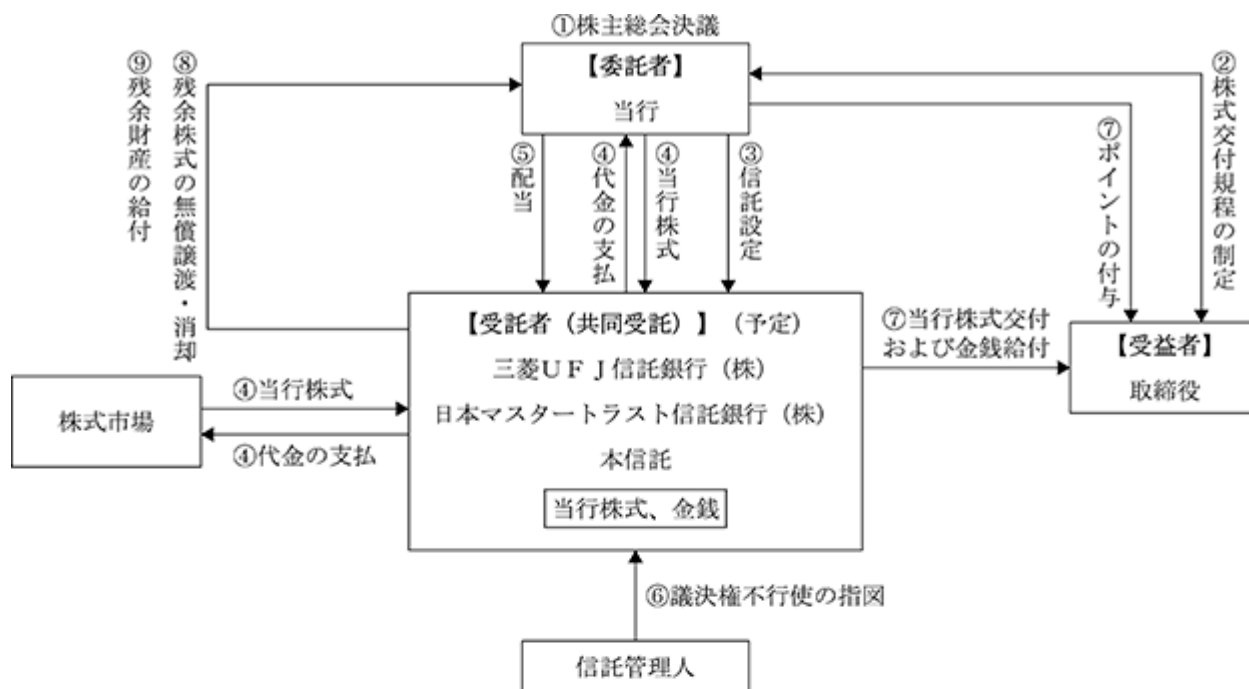 ①株主総会決議
【委託者】
当行
⑨残余財産の給付
⑧残余株式の無償譲渡・消却
⑤配当
④代金の支払
④当行株式
③信託設定
⑦ポイントの付与
②株式交付規程の制定
【受託者（共同受託）】（予定）
三菱ＵＦＪ信託銀行（株）
日本マスタートラスト信託銀行（株）
本信託
当行株式、金銭
株式市場
④当行株式
④代金の支払
⑦当行株式交付
および金銭給付
【受益者】
取締役
⑥議決権不行使の指図
信託管理人